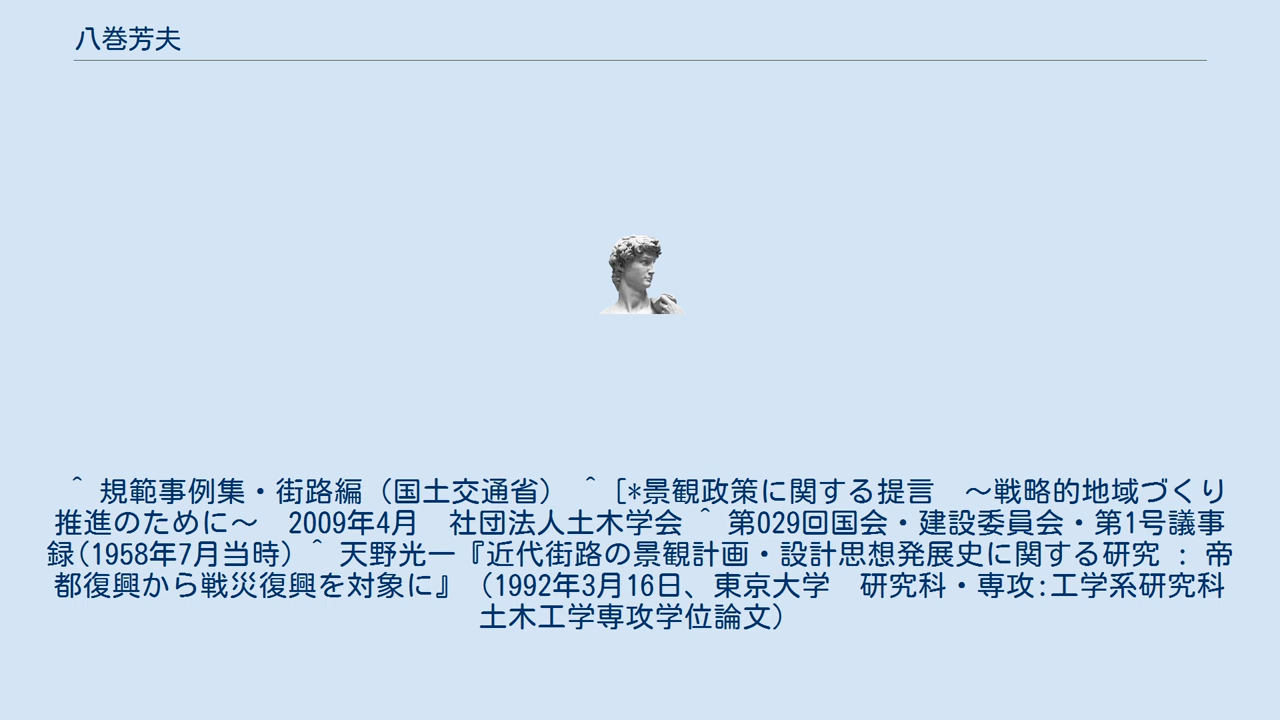 八巻芳夫
^ 規範事例集・街路編（国土交通省） ^ [*景観政策に関する提言　～戦略的地域づくり
推進のために～　2009年4月　社団法人土木学会 ^ 第029回国会・建設委員会・第1号議事
録(1958年7月当時) ^ 天野光一『近代街路の景観計画・設計思想発展史に関する研究 : 帝
都復興から戦災復興を対象に』（1992年3月16日、東京大学　研究科・専攻:工学系研究科
土木工学専攻学位論文）